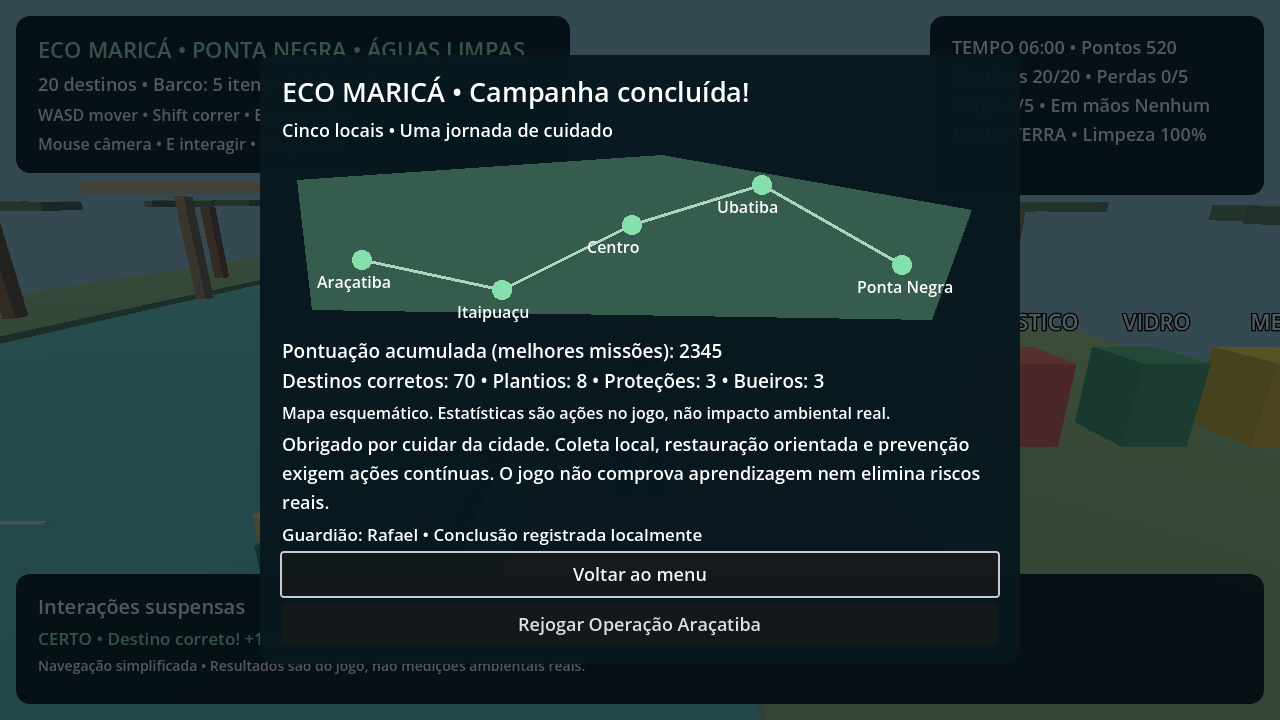 ECO MARICÁ • PONTA NEGRA • ÁGUAS LIMPAS
20 destinos • Barco: 5 iten
WASD mover • Shift correr • E
Mouse câmera • E interagir •
TEMPO 06:00 • Pontos 520
20/20 • Perdas 0/5
/5 • Em mãos Nenhum
TERRA • Limpeza 100%
ECO MARICÁ • Campanha concluída!
Cinco locais • Uma jornada de cuidado
Ubatiba
Centro
Araçatiba
Ponta Negra
Itaipuaçu
VIDRO
ME
Pontuação acumulada (melhores missões): 2345
Destinos corretos: 70 • Plantios: 8 • Proteções: 3 • Bueiros: 3
Mapa esquemático. Estatísticas são ações no jogo, não impacto ambiental real.
Obrigado por cuidar da cidade. Coleta local, restauração orientada e prevenção
exigem ações contínuas. O jogo não comprova aprendizagem nem elimina riscos
reais.
Guardião: Rafael • Conclusão registrada localmente
Voltar ao menu
Rejogar Operação Araçatiba
Interações suspensas
CERTO • Destino correto! +1
Navegação simplificada • Resultados são do jogo, não medições ambientais reais.